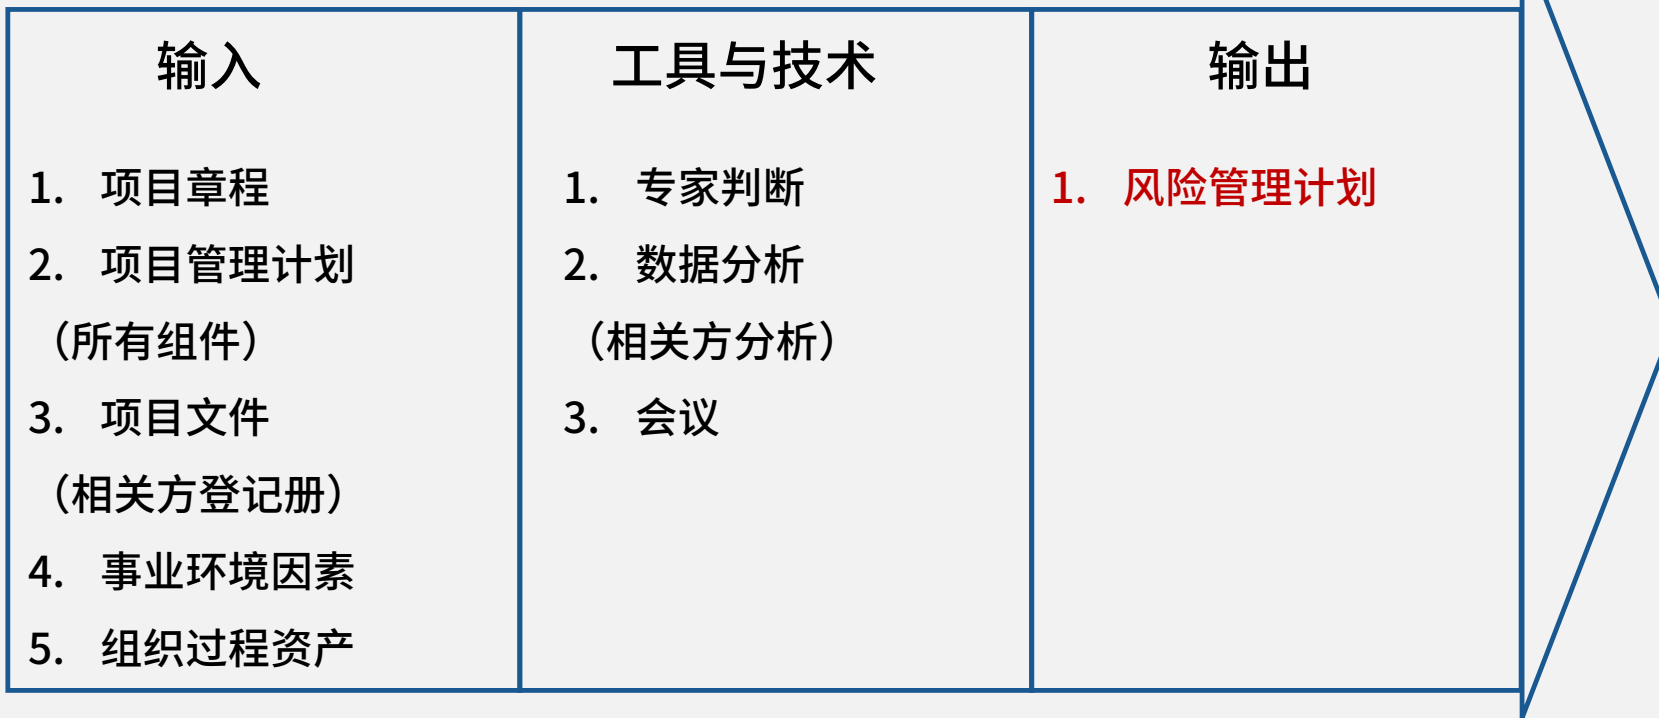 输入
1. 项目章程
2. 项目管理计划
（所有组件）
3. 项目文件
（相关方登记册）
4. 事业环境因素
5. 组织过程资产
工具与技术
1. 专家判断
2. 数据分析
（相关方分析）
3. 会议
输出
1. 风险管理计划